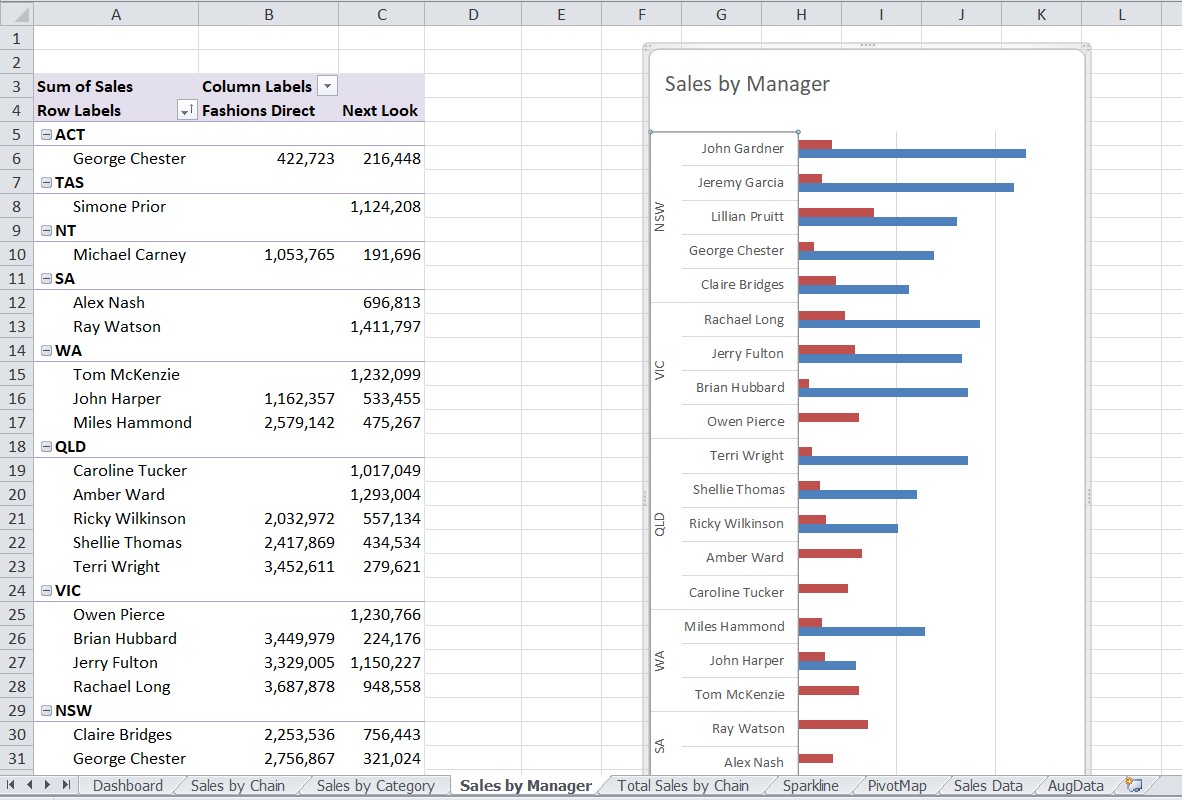 A B C D E F G H I J K L
1
2
3 Sum of Sales Column Labels
4 Row Labels Fashions Direct Next Look
5 ACT
6 George Chester 422,723 216,448
7 TAS
8 Simone Prior 1,124,208
9 NT
10 Michael Carney 1,053,765 191,696
11 SA
12 Alex Nash 696,813
13 Ray Watson 1,411,797
14 WA
15 Tom McKenzie 1,232,099
16 John Harper 1,162,357 533,455
17 Miles Hammond 2,579,142 475,267
18 QLD
19 Caroline Tucker 1,017,049
20 Amber Ward 1,293,004
21 Ricky Wilkinson 2,032,972 557,134
22 Shellie Thomas 2,417,869 434,534
23 Terri Wright 3,452,611 279,621
24 VIC
25 Owen Pierce 1,230,766
26 Brian Hubbard 3,449,979 224,176
27 Jerry Fulton 3,329,005 1,150,227
28 Rachael Long 3,687,878 948,558
29 NSW
30 Claire Bridges 2,253,536 756,443
31 George Chester 2,756,867 321,024
Sales by Manager
NSW
John Gardner
Jeremy Garcia
Lillian Pruitt
George Chester
Claire Bridges
VIC
Rachael Long
Jerry Fulton
Brian Hubbard
Owen Pierce
QLD
Terri Wright
Shellie Thomas
Ricky Wilkinson
Amber Ward
Caroline Tucker
WA
Miles Hammond
John Harper
Tom McKenzie
SA
Ray Watson
Alex Nash
Dashboard Sales by Chain Sales by Category Sales by Manager Total Sales by Chain Sparkline PivotMap Sales Data AugData